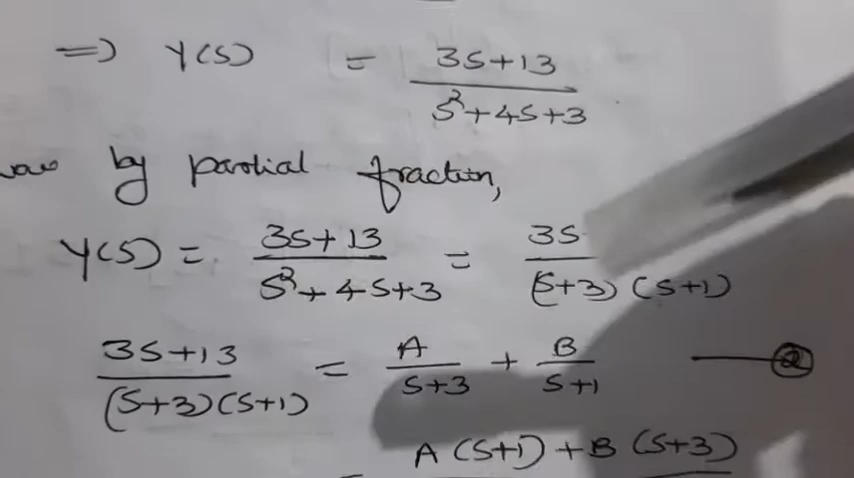 => Y(S) = 3S+13 / S²+4S+3
by partial fraction,
Y(S) = 3S+13 / S²+4S+3 = 3S / (S+3)(S+1)
3S+13 / (S+3)(S+1) = A / S+3 + B / S+1 —— ②
= A(S+1)+B(S+3)